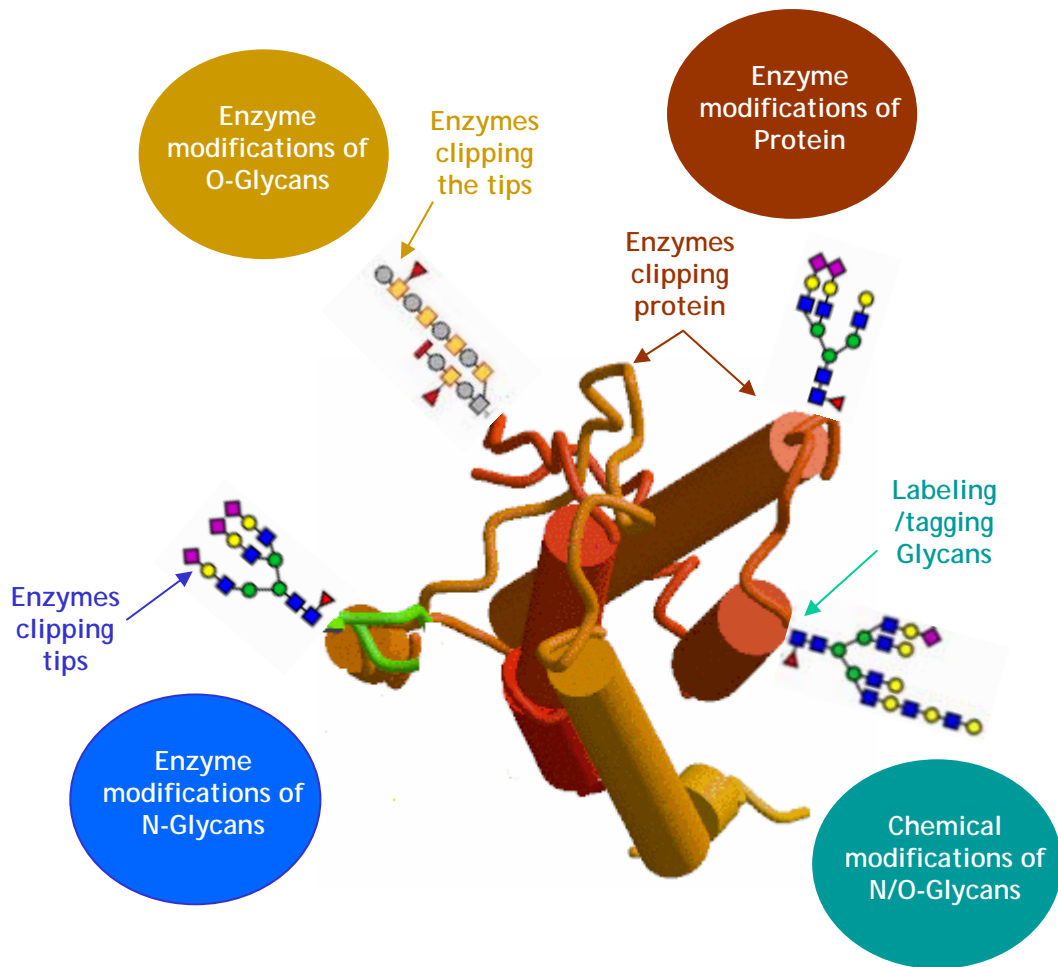 Enzyme
modifications of
O-Glycans
Enzymes
clipping
the tips
Enzyme
modifications of
Protein
Enzymes
clipping
protein
Labeling
/tagging
Glycans
Enzymes
clipping
tips
Enzyme
modifications of
N-Glycans
Chemical
modifications of
N/O-Glycans